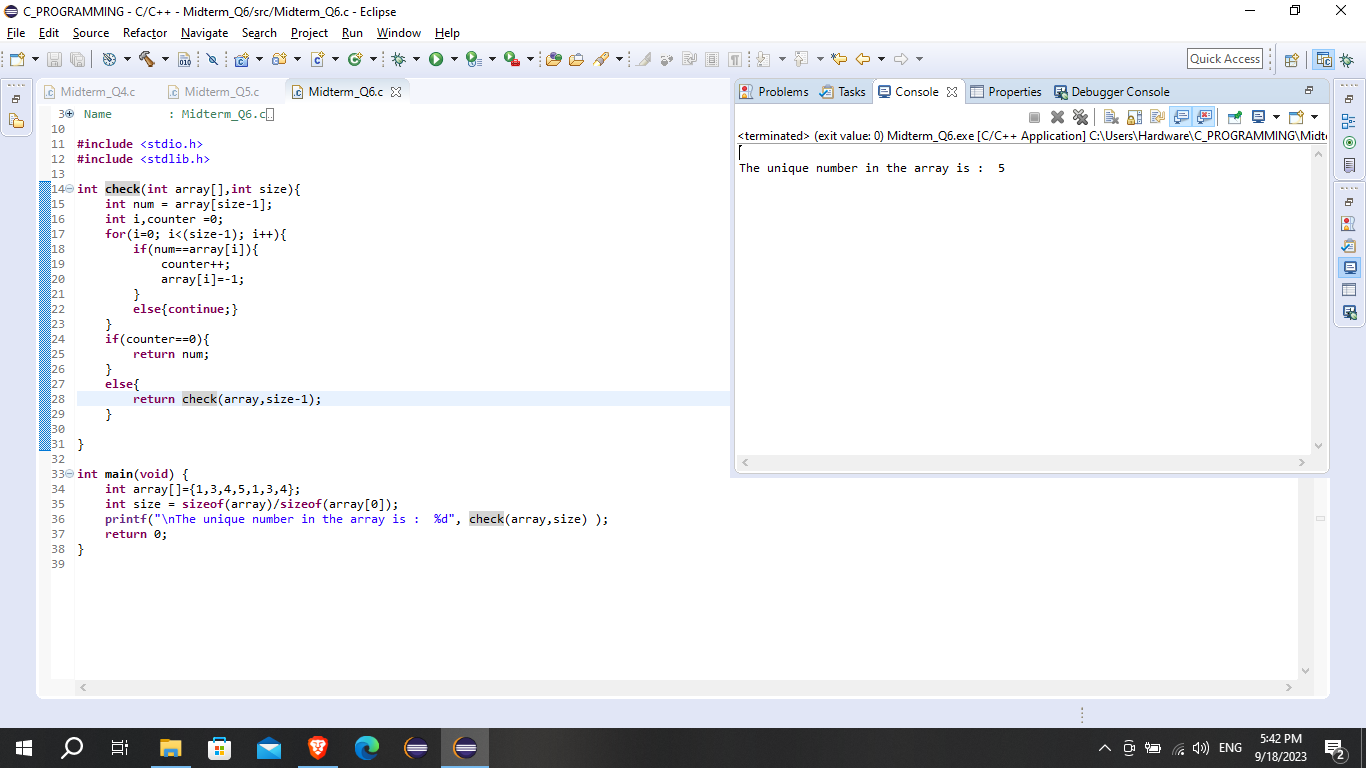 C_PROGRAMMING - C/C++ - Midterm_Q6/src/Midterm_Q6.c - Eclipse
File Edit Source Refactor Navigate Search Project Run Window Help
Quick Access
Midterm_Q4.c Midterm_Q5.c Midterm_Q6.c
3 Name : Midterm_Q6.c
10
11 #include <stdio.h>
12 #include <stdlib.h>
13
14 int check(int array[],int size){
15 int num = array[size-1];
16 int i,counter =0;
17 for(i=0; i<(size-1); i++){
18 if(num==array[i]){
19 counter++;
20 array[i]=-1;
21 }
22 else{continue;}
23 }
24 if(counter==0){
25 return num;
26 }
27 else{
28 return check(array,size-1);
29 }
30
31 }
32
33 int main(void) {
34 int array[]={1,3,4,5,1,3,4};
35 int size = sizeof(array)/sizeof(array[0]);
36 printf("\nThe unique number in the array is :  %d", check(array,size) );
37 return 0;
38 }
39
Problems Tasks Console Properties Debugger Console
<terminated> (exit value: 0) Midterm_Q6.exe [C/C++ Application] C:\Users\Hardware\C_PROGRAMMING\Midte
The unique number in the array is :  5
ENG
5:42 PM
9/18/2023
2